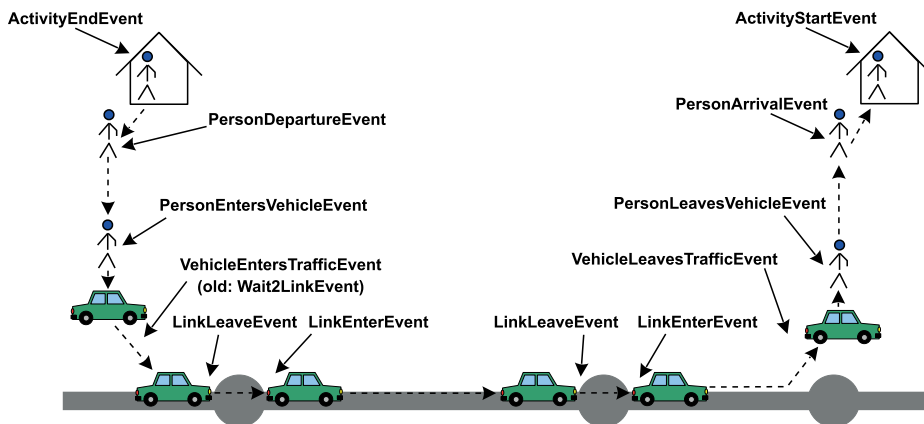 ActivityEndEvent
ActivityStartEvent
PersonArrivalEvent
PersonDepartureEvent
PersonEntersVehicleEvent
PersonLeavesVehicleEvent
VehicleEntersTrafficEvent
(old: Wait2LinkEvent)
VehicleLeavesTrafficEvent
LinkLeaveEvent
LinkEnterEvent
LinkLeaveEvent
LinkEnterEvent